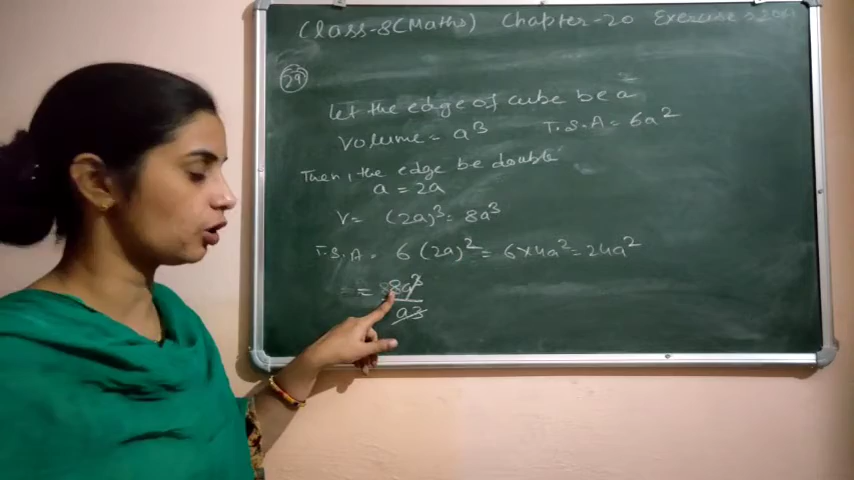 Class-8(Maths) Chapter-20 Exercise
29
let the edge of cube be a
Volume = a³ T.S.A = 6a²
Then, the edge be double
a = 2a
V = (2a)³ = 8a³
T.S.A = 6(2a)² = 6×4a² = 24a²
= 8a³
a3